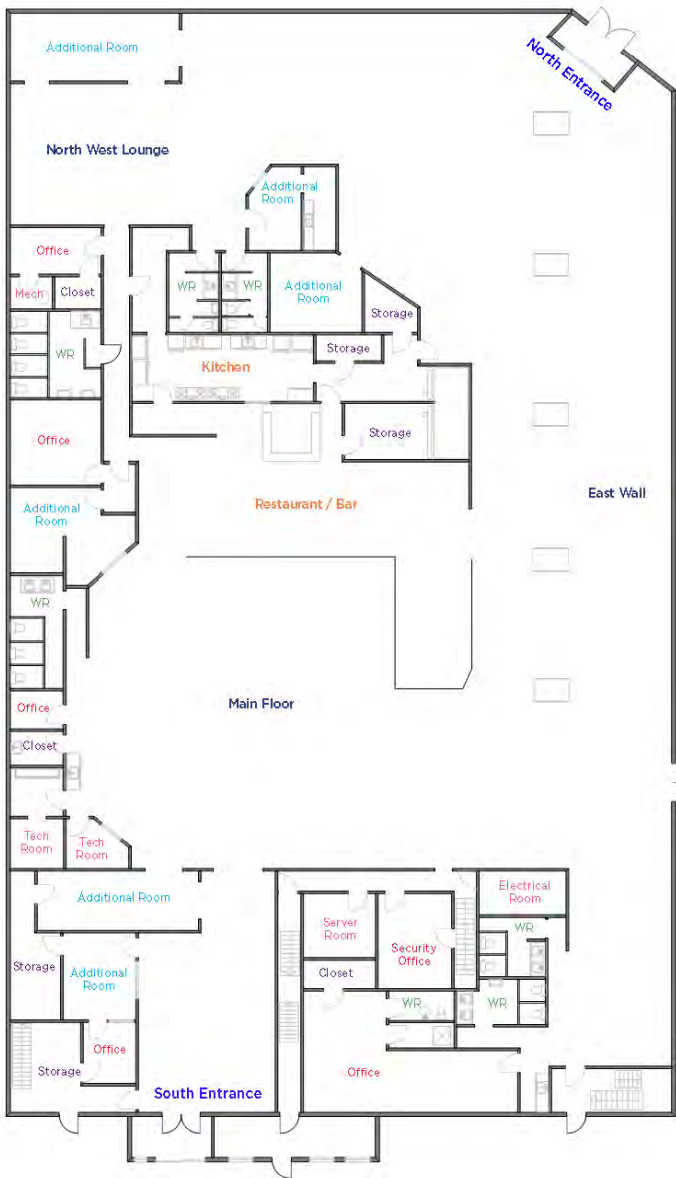 Additional Room
North Entrance
North West Lounge
Additional
Room
Office
WR
WR
Additional
Room
Mech
Closet
Storage
WR
Storage
Kitchen
Office
Storage
East Wall
Restaurant / Bar
Additional
Room
WR
Main Floor
Office
Closet
Tech
Room
Tech
Room
Additional Room
Electrical
Room
Server
Room
WR
Security
Office
Storage
Additional
Room
Closet
WR
WR
Office
Storage
Office
South Entrance